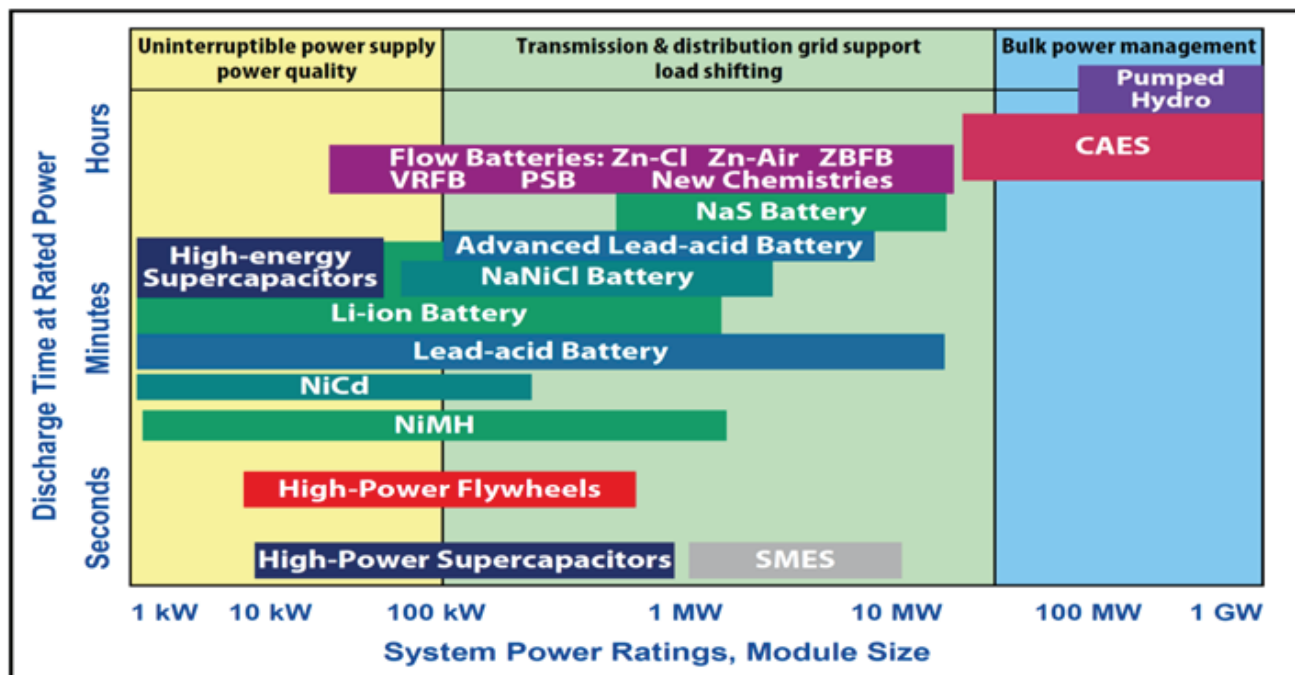 Uninterruptible power supply
power quality
Transmission & distribution grid support
load shifting
Bulk power management
Pumped
Hydro
CAES
Flow Batteries: Zn-Cl Zn-Air ZBFB
VRFB PSB New Chemistries
NaS Battery
Advanced Lead-acid Battery
High-energy
Supercapacitors
NaNiCl Battery
Li-ion Battery
Lead-acid Battery
NiCd
NiMH
High-Power Flywheels
High-Power Supercapacitors
SMES
Discharge Time at Rated Power
Hours
Minutes
Seconds
1 kW 10 kW 100 kW 1 MW 10 MW 100 MW 1 GW
System Power Ratings, Module Size